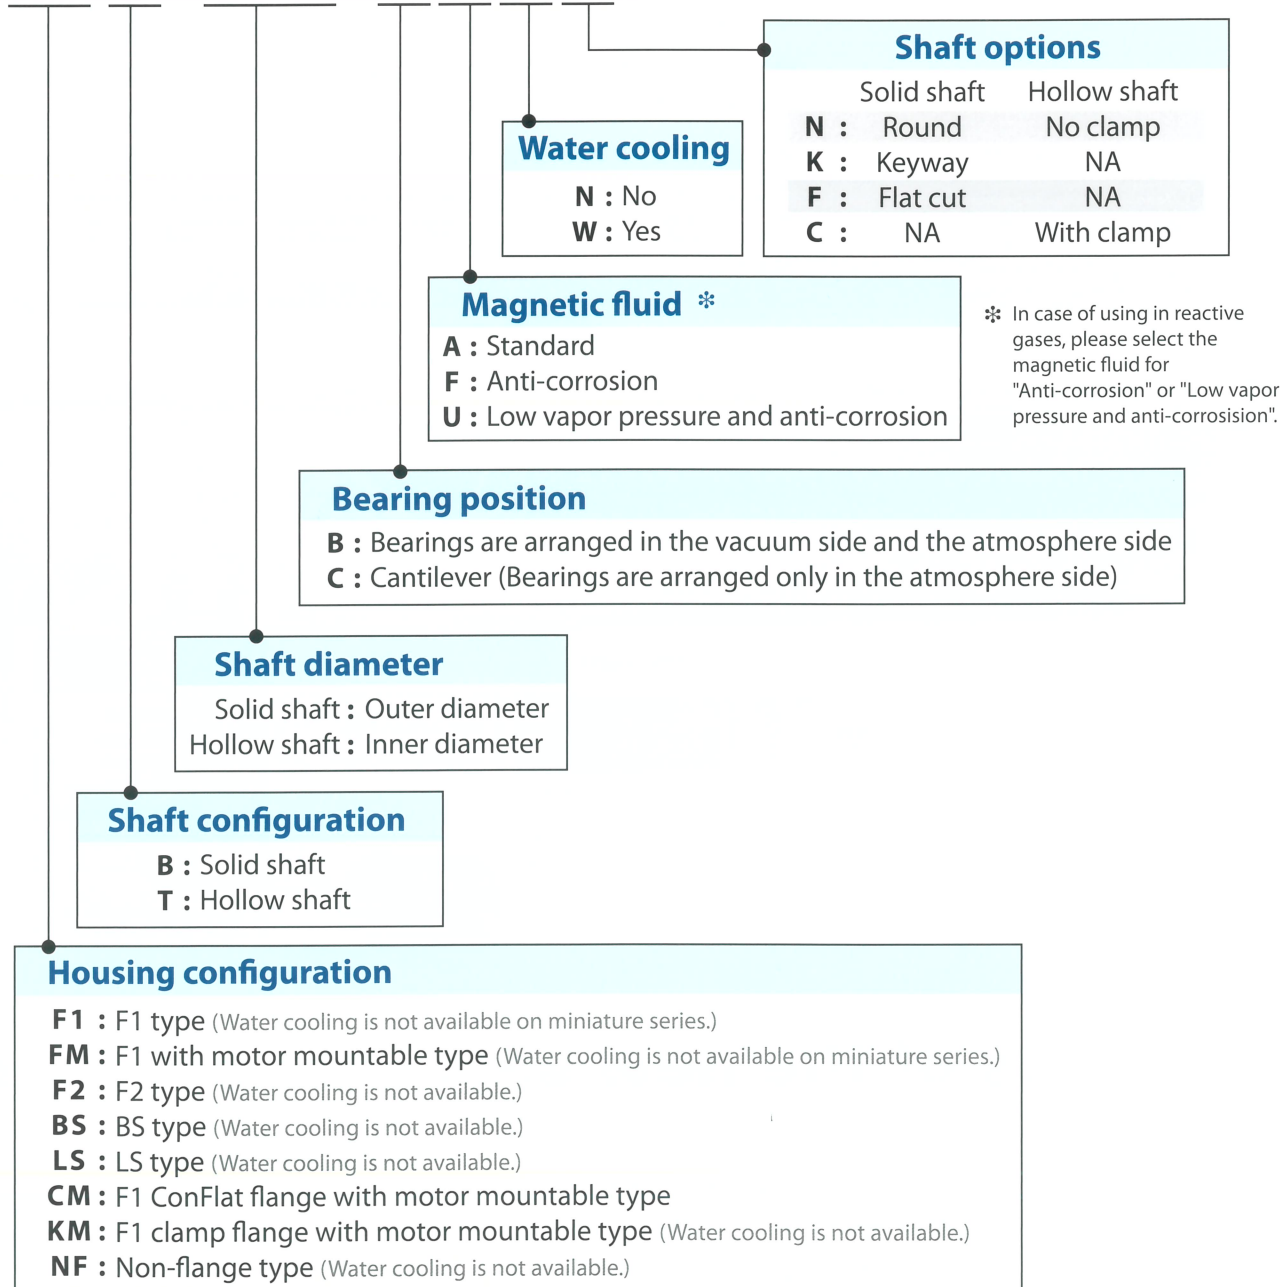 Shaft options
Solid shaft Hollow shaft
N : Round No clamp
K : Keyway NA
F : Flat cut NA
C : NA With clamp
Water cooling
N : No
W : Yes
Magnetic fluid ✻
A : Standard
F : Anti-corrosion
U : Low vapor pressure and anti-corrosion
✻ In case of using in reactive
gases, please select the
magnetic fluid for
"Anti-corrosion" or "Low vapor
pressure and anti-corrosision".
Bearing position
B : Bearings are arranged in the vacuum side and the atmosphere side
C : Cantilever (Bearings are arranged only in the atmosphere side)
Shaft diameter
Solid shaft : Outer diameter
Hollow shaft : Inner diameter
Shaft configuration
B : Solid shaft
T : Hollow shaft
Housing configuration
F1 : F1 type (Water cooling is not available on miniature series.)
FM : F1 with motor mountable type (Water cooling is not available on miniature series.)
F2 : F2 type (Water cooling is not available.)
BS : BS type (Water cooling is not available.)
LS : LS type (Water cooling is not available.)
CM : F1 ConFlat flange with motor mountable type
KM : F1 clamp flange with motor mountable type (Water cooling is not available.)
NF : Non-flange type (Water cooling is not available.)